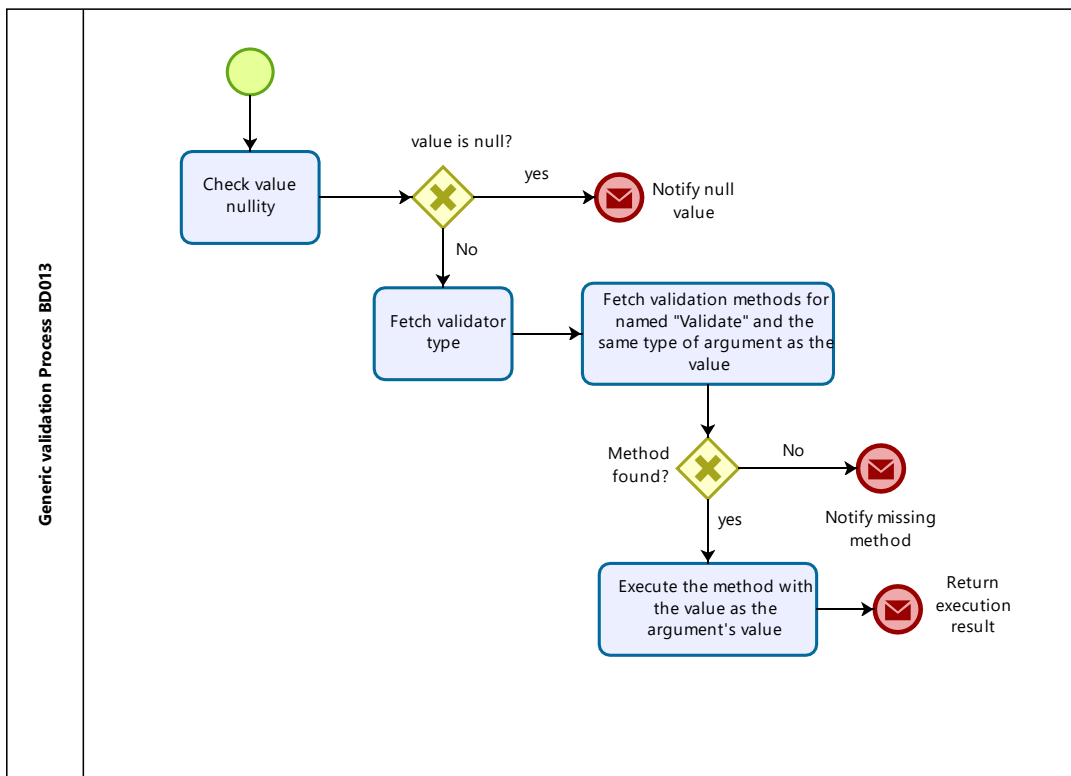 Generic validation Process BD013
value is null?
Check value
nullity
yes
Notify null
value
No
Fetch validator
type
Fetch validation methods for
named "Validate" and the
same type of argument as the
value
Method
found?
No
Notify missing
method
yes
Execute the method with
the value as the
argument's value
Return
execution
result